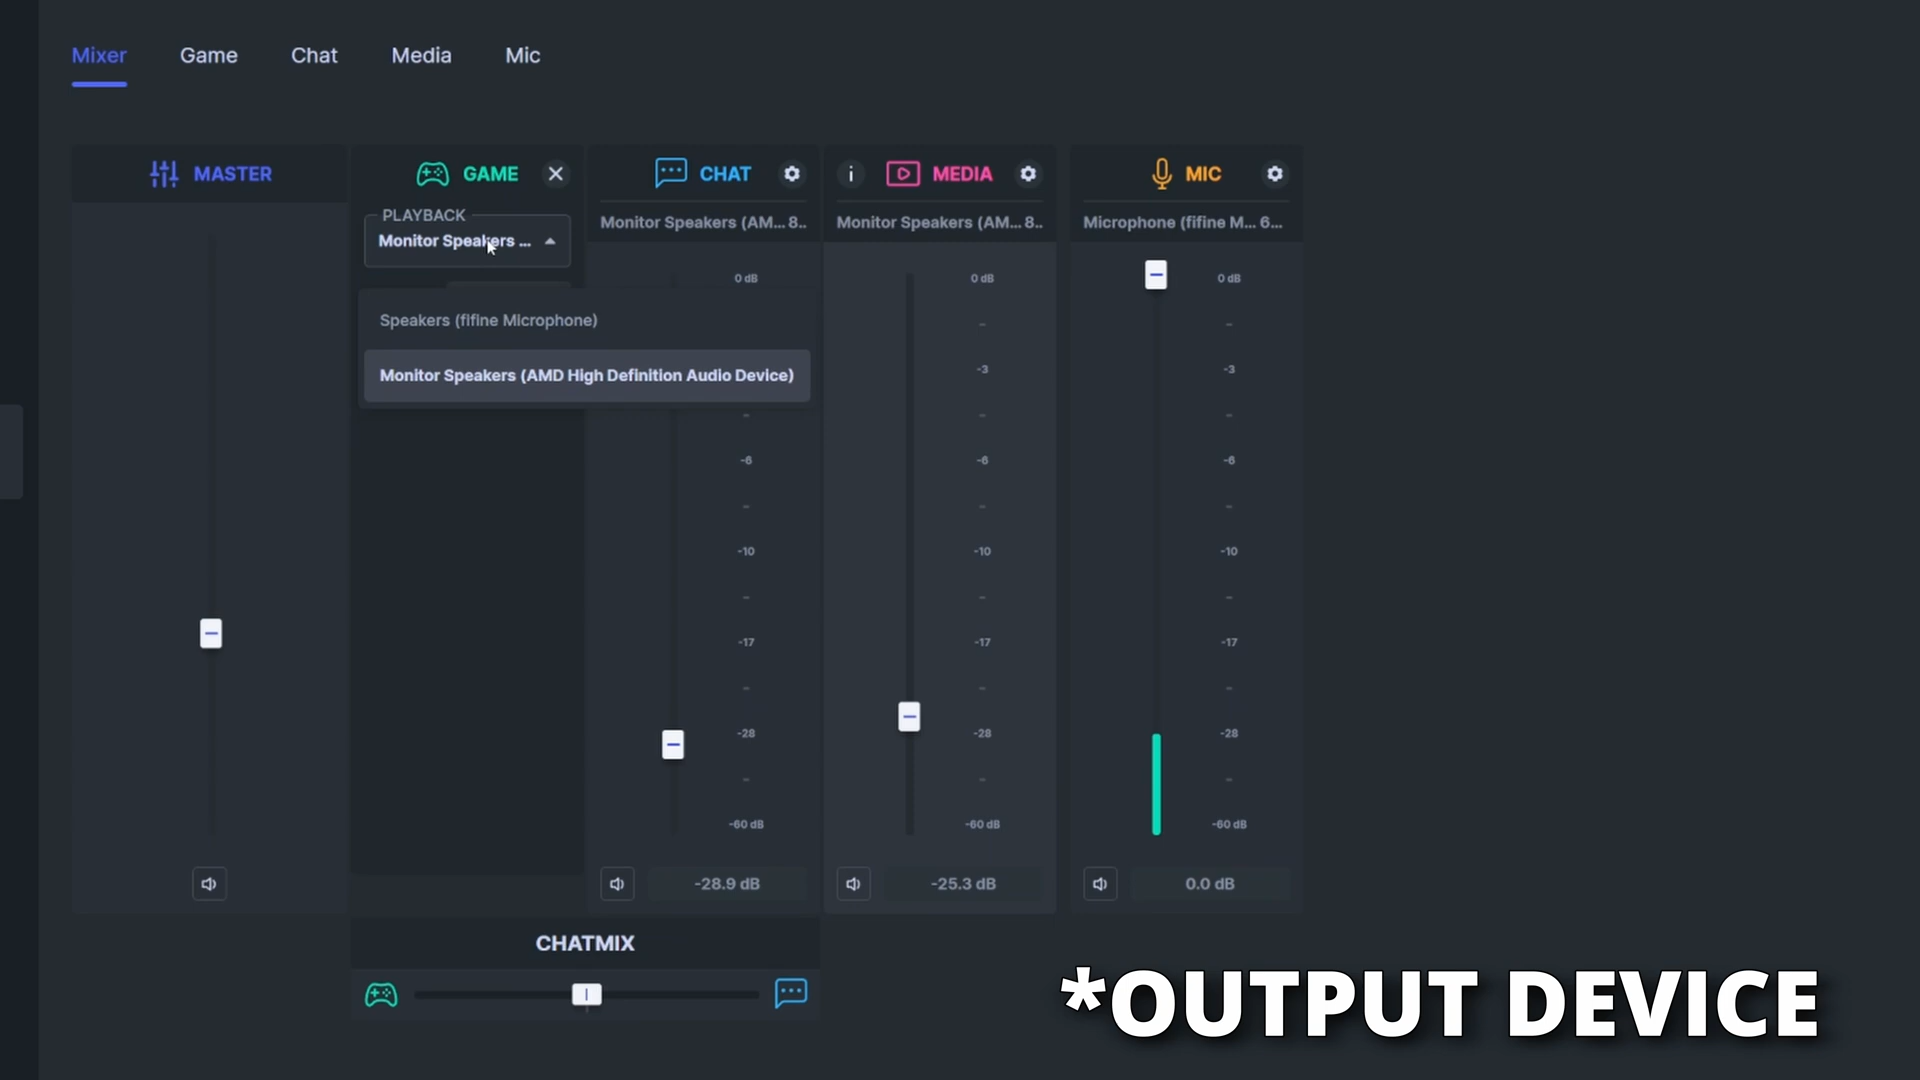 Mixer Game Chat Media Mic
MASTER
GAME
PLAYBACK
Monitor Speakers ...
Speakers (fifine Microphone)
Monitor Speakers (AMD High Definition Audio Device)
CHAT
Monitor Speakers (AM... 8..
0 dB
-
-6
-
-10
-
-17
-
-28
-
-60 dB
-28.9 dB
i
MEDIA
Monitor Speakers (AM... 8..
0 dB
-
-3
-
-6
-
-10
-
-17
-
-28
-
-60 dB
-25.3 dB
MIC
Microphone (fifine M... 6...
0 dB
-
-3
-
-6
-
-10
-
-17
-
-28
-
-60 dB
0.0 dB
CHATMIX
*OUTPUT DEVICE